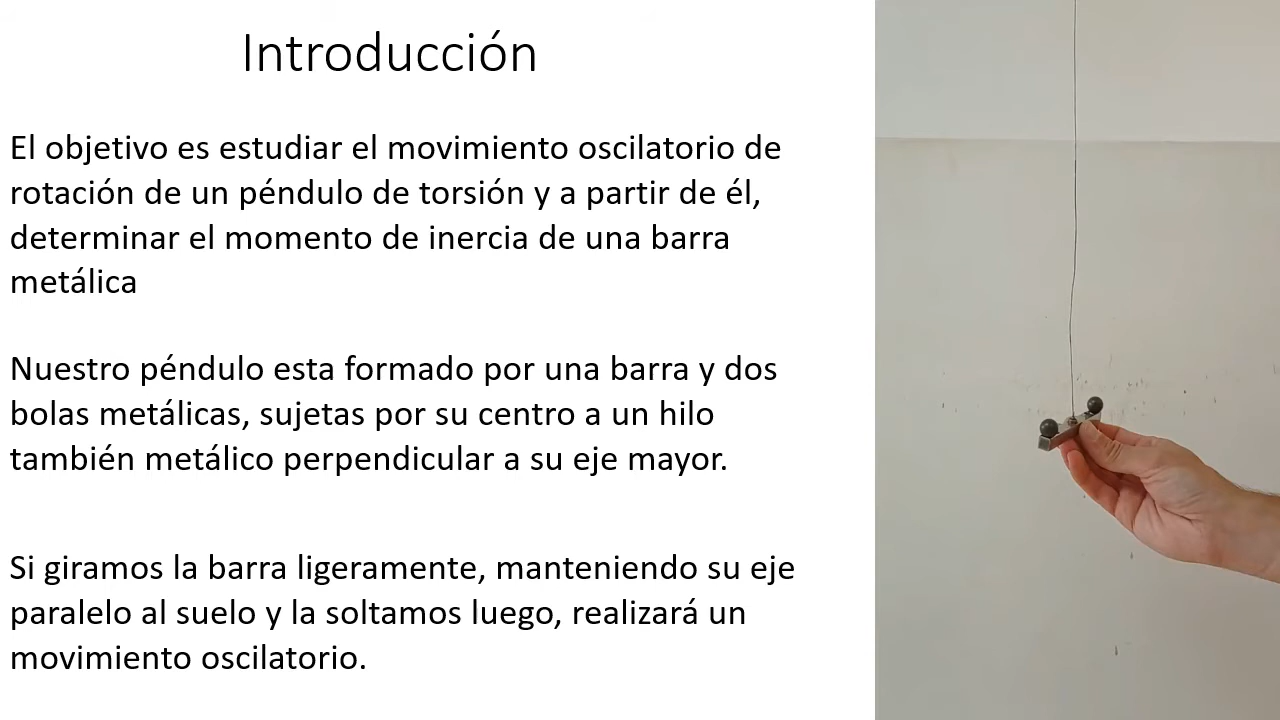 Introducción
El objetivo es estudiar el movimiento oscilatorio de
rotación de un péndulo de torsión y a partir de él,
determinar el momento de inercia de una barra
metálica
Nuestro péndulo esta formado por una barra y dos
bolas metálicas, sujetas por su centro a un hilo
también metálico perpendicular a su eje mayor.
Si giramos la barra ligeramente, manteniendo su eje
paralelo al suelo y la soltamos luego, realizará un
movimiento oscilatorio.